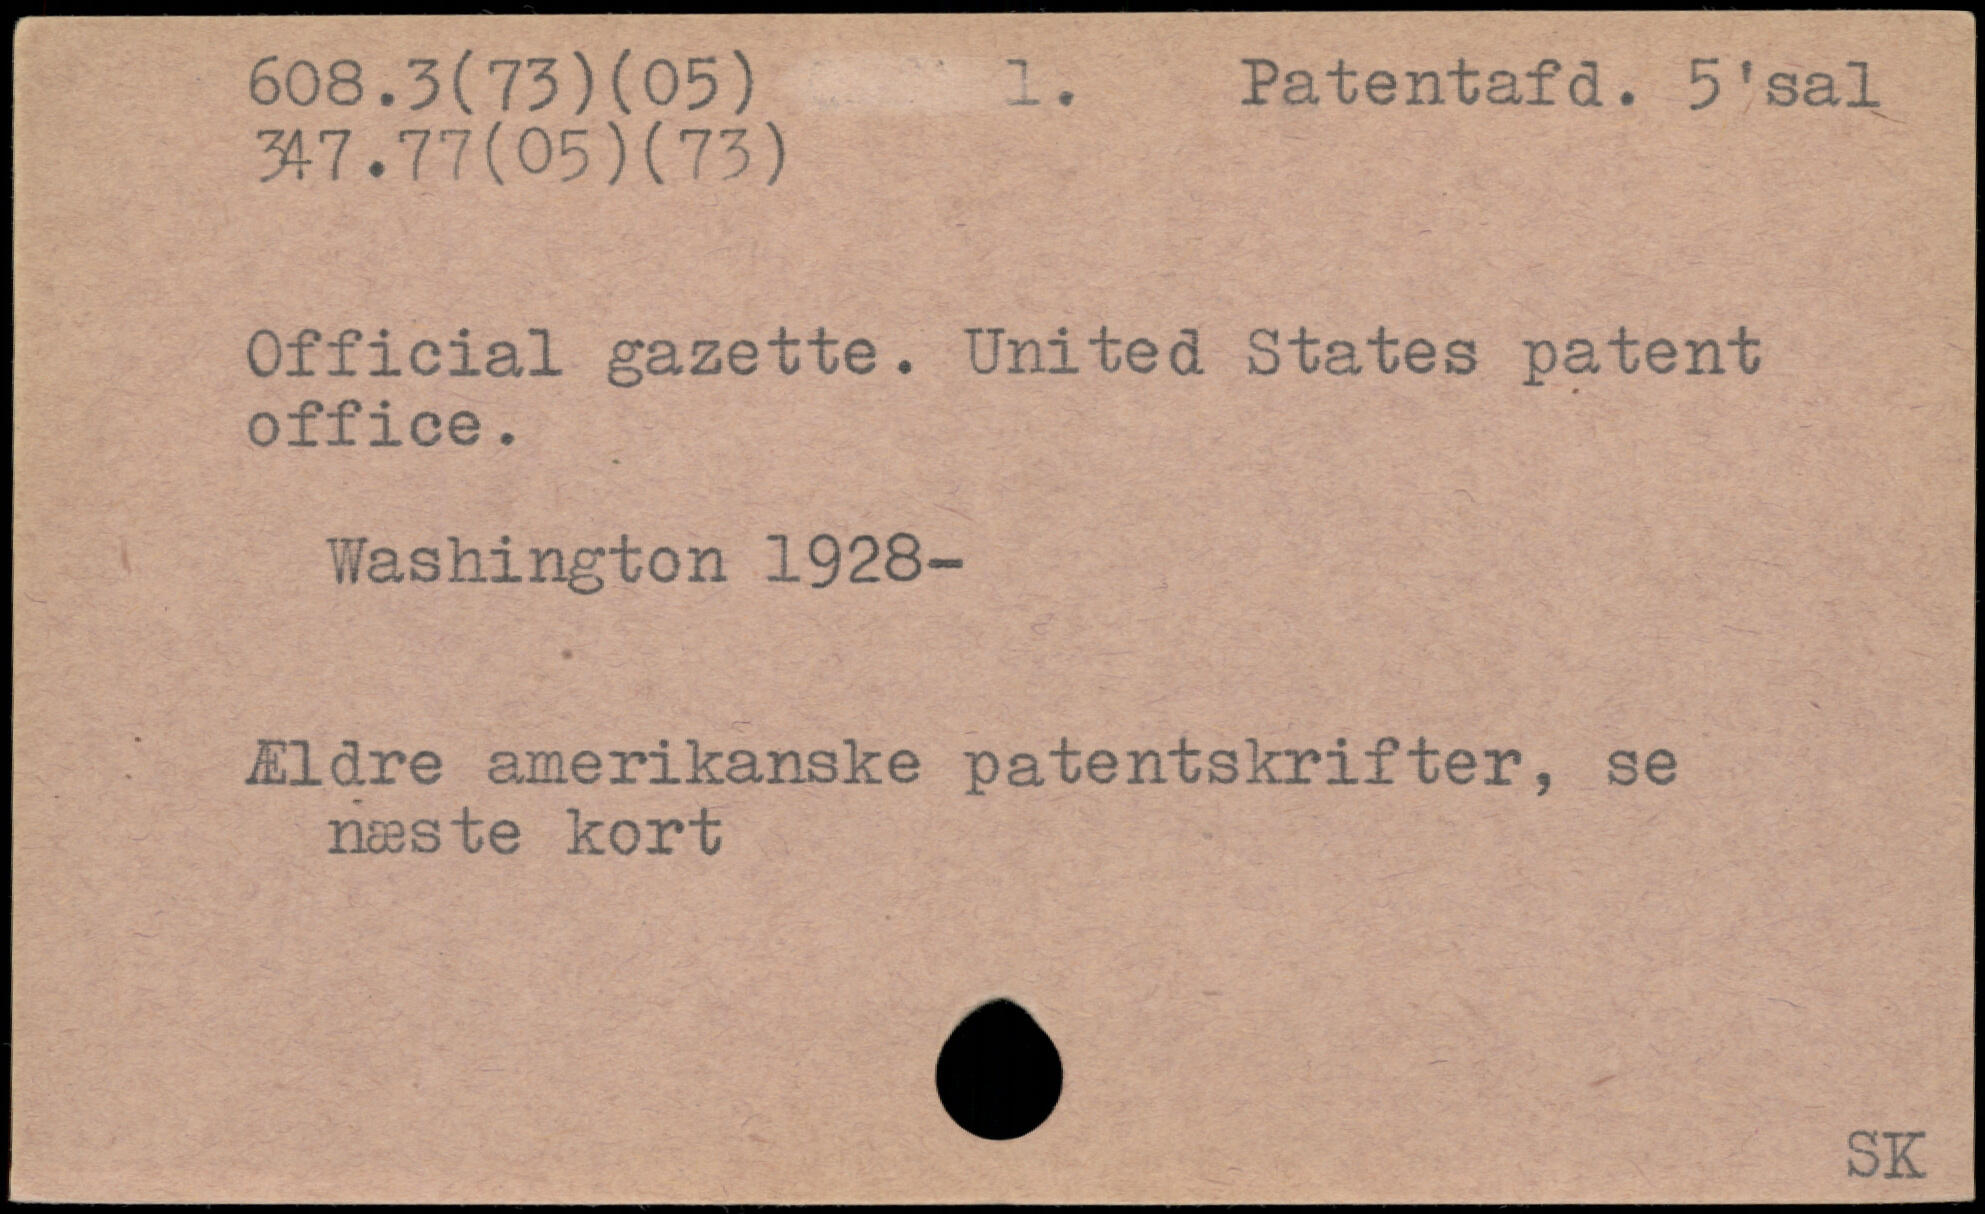 608.3(73)(05) 1. Patentafd. 5'sal
347.77(05)(73)
Official gazette. United States patent
office.
Washington 1928-
Ældre amerikanske patentskrifter, se
næste kort
SK